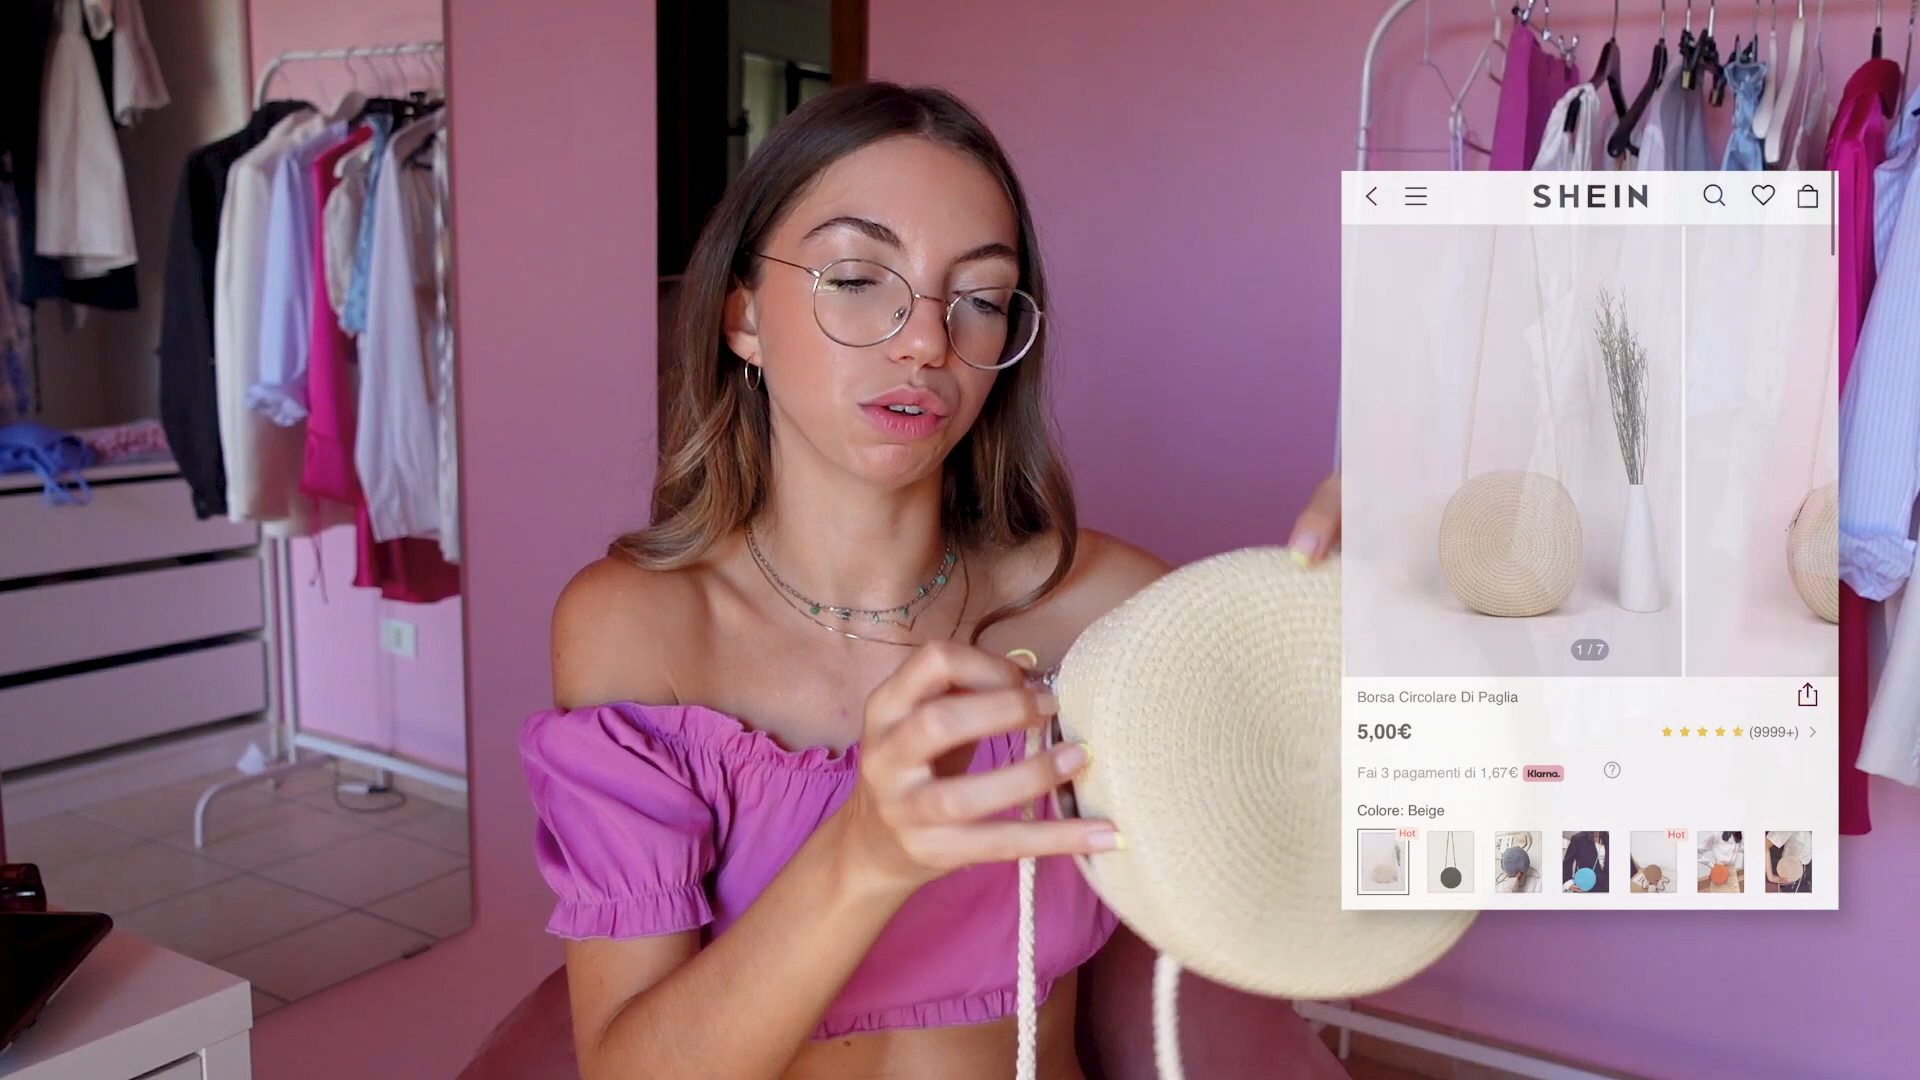 SHEIN
1 / 7
Borsa Circolare Di Paglia
5,00€
(9999+)
Fai 3 pagamenti di 1,67€ Klarna.
Colore: Beige
Hot
Hot